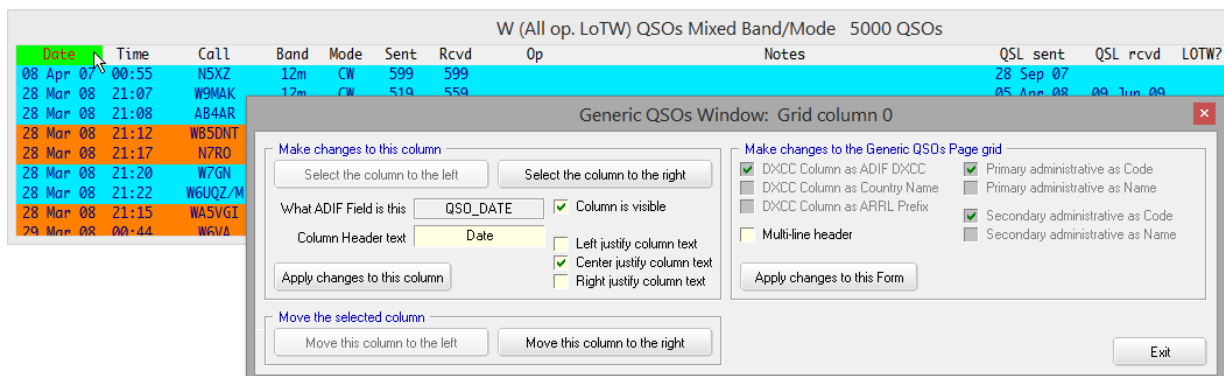 W (All op. LoTW) QSOs Mixed Band/Mode 5000 QSOs
Date Time Call Band Mode Sent Rcvd Op Notes QSL sent QSL rcvd LOTW?
08 Apr 07 00:55 N5XZ 12m CW 599 599 28 Sep 07
28 Mar 08 21:07 W9MAK 12m CW 519 559 05 Apr 08 09 Jun 09
28 Mar 08 21:08 AB4AR
28 Mar 08 21:12 WB5DNT
28 Mar 08 21:17 N7RO
28 Mar 08 21:20 W7GN
28 Mar 08 21:22 W6UQZ/M
28 Mar 08 21:15 WA5VGI
29 Mar 08 00:44 W6VA
Generic QSOs Window: Grid column 0
Make changes to this column
Select the column to the left Select the column to the right
What ADIF Field is this QSO_DATE Column is visible
Column Header text Date
Left justify column text
Center justify column text
Right justify column text
Apply changes to this column
Move the selected column
Move this column to the left Move this column to the right
Make changes to the Generic QSOs Page grid
DXCC Column as ADIF DXCC Primary administrative as Code
DXCC Column as Country Name Primary administrative as Name
DXCC Column as ARRL Prefix Secondary administrative as Code
Multi-line header Secondary administrative as Name
Apply changes to this Form
Exit